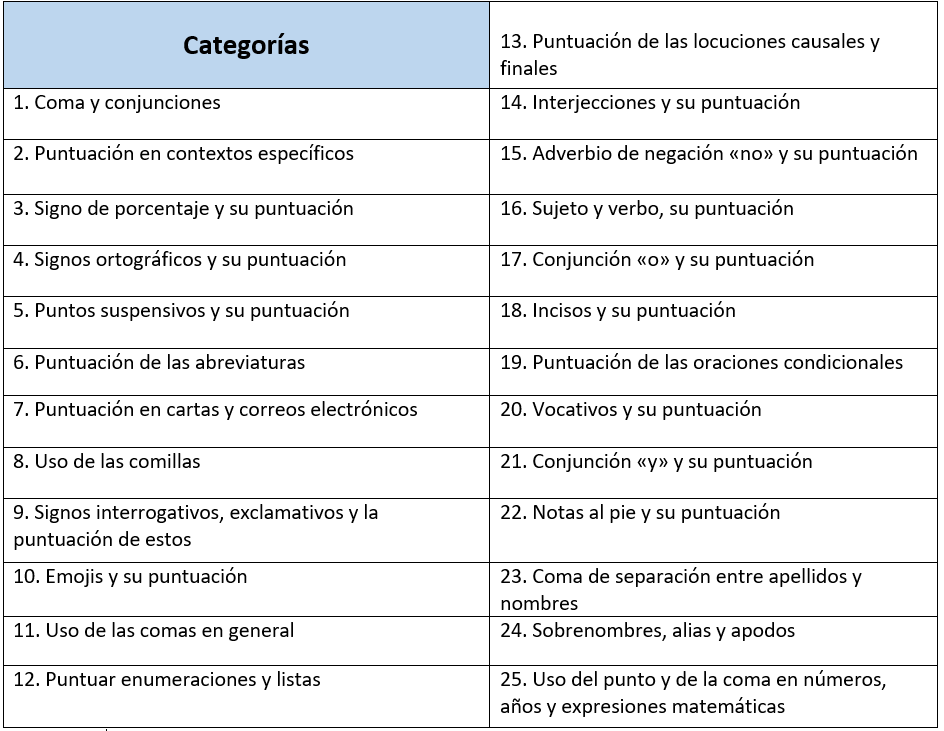 Categorías
1. Coma y conjunciones
2. Puntuación en contextos específicos
3. Signo de porcentaje y su puntuación
4. Signos ortográficos y su puntuación
5. Puntos suspensivos y su puntuación
6. Puntuación de las abreviaturas
7. Puntuación en cartas y correos electrónicos
8. Uso de las comillas
9. Signos interrogativos, exclamativos y la
puntuación de estos
10. Emojis y su puntuación
11. Uso de las comas en general
12. Puntuar enumeraciones y listas
13. Puntuación de las locuciones causales y
finales
14. Interjecciones y su puntuación
15. Adverbio de negación «no» y su puntuación
16. Sujeto y verbo, su puntuación
17. Conjunción «o» y su puntuación
18. Incisos y su puntuación
19. Puntuación de las oraciones condicionales
20. Vocativos y su puntuación
21. Conjunción «y» y su puntuación
22. Notas al pie y su puntuación
23. Coma de separación entre apellidos y
nombres
24. Sobrenombres, alias y apodos
25. Uso del punto y de la coma en números,
años y expresiones matemáticas